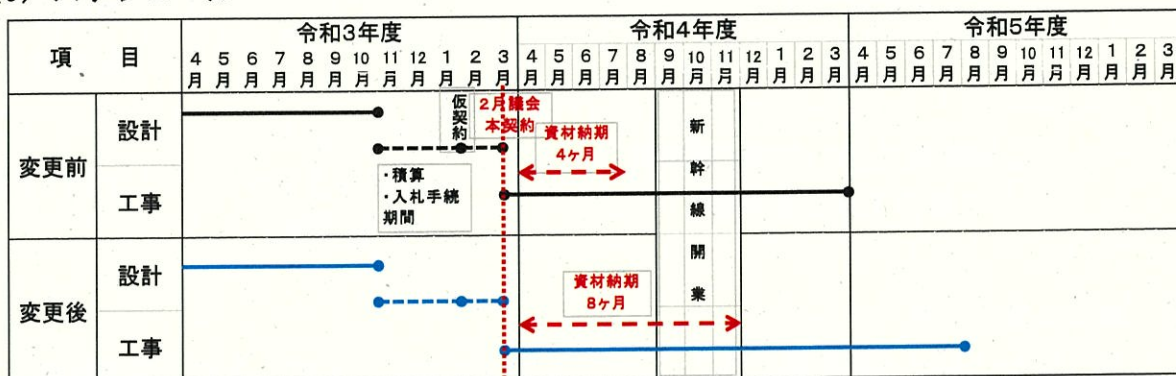 項 目
令和3年度
令和4年度
令和5年度
4月 5月 6月 7月 8月 9月 10月 11月 12月 1月 2月 3月
4月 5月 6月 7月 8月 9月 10月 11月 12月 1月 2月 3月
4月 5月 6月 7月 8月 9月 10月 11月 12月 1月 2月 3月
変更前
設計
仮契約
2月議会
本契約
資材納期
4ヶ月
・積算
・入札手続
期間
工事
新幹線開業
変更後
設計
資材納期
8ヶ月
工事